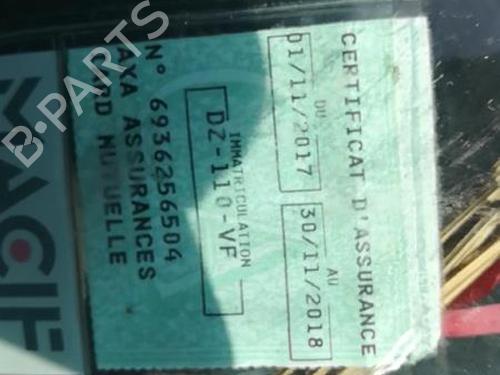 CERTIFICAT D'ASSURANCE
DU
AU
01/11/2017
30/11/2018
IMMATRICULATION
DZ-110-VF
N° 6936256504
AXA ASSURANCES
IARD MUTUELLE
MACIF
B-PARTS